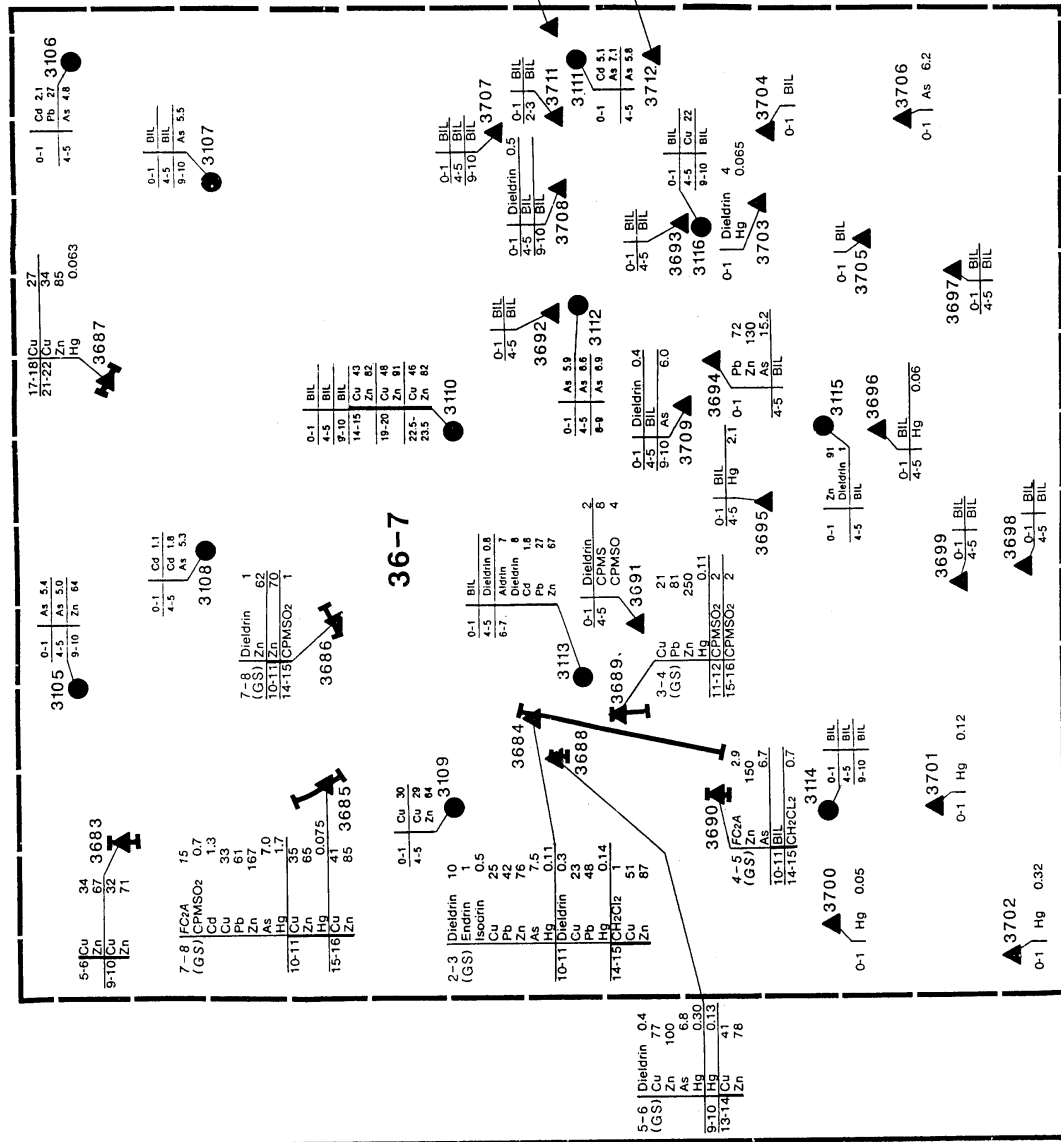 0-1 Cd 2.1
Pb 27
4-5 As 4.8
3106
0-1 BIL
4-5 BIL
9-10 As 5.5
3107
17-18 Cu 27
21-22 Cu 34
Zn 85
Hg 0.063
3687
0-1 BIL
4-5 BIL
9-10 BIL
3707
0-1 BIL
2-3 BIL
3711
3111
0-1 Cd 5.1
As 7.1
4-5 As 5.8
3712
0-1 Dieldrin 0.5
4-5 BIL
9-10 BIL
3708
0-1 BIL
4-5 Cu 22
9-10 BIL
3116
3704
0-1 BIL
3706
0-1 As 6.2
0-1 BIL
4-5 BIL
3693
0-1 Dieldrin 4
Hg 0.065
3703
0-1 BIL
3705
3697
0-1 BIL
4-5 BIL
0-1 BIL
4-5 BIL
3692
3112
0-1 As 5.9
4-5 As 6.6
8-9 As 6.9
0-1 BIL
4-5 BIL
9-10 BIL
14-15 Cu 43
Zn 82
19-20 Cu 48
Zn 91
22.5-23.5 Cu 46
Zn 82
3110
0-1 Dieldrin 0.4
4-5 BIL
9-10 As 6.0
3709
3694
0-1 Pb 72
Zn 130
As 15.2
4-5 BIL
3115
0-1 Zn 91
Dieldrin 1
4-5 BIL
3696
0-1 BIL
4-5 Hg 0.06
0-1 BIL
4-5 Hg 2.1
3695
3699
0-1 BIL
4-5 BIL
3698
0-1 BIL
4-5 BIL
36-7
0-1 Cd 1.1
4-5 Cd 1.8
As 5.3
3108
0-1 As 5.4
4-5 As 5.0
9-10 Zn 64
3105
7-8 (GS) Dieldrin 1
Zn 62
10-11 Zn 70
14-15 CPMSO2 1
3686
0-1 BIL
4-5 Dieldrin 0.8
6-7 Aldrin 7
Dieldrin 8
Cd 1.8
Pb 27
Zn 67
3113
0-1 Dieldrin 2
4-5 CPMS 8
CPMSO 4
3691
3689
3-4 (GS) Cu 21
Pb 81
Zn 250
Hg 0.11
11-12 CPMSO2 2
15-16 CPMSO2 2
3684
3688
3683
5-6 Cu 34
Zn 67
9-10 Cu 32
Zn 71
3685
7-8 (GS) FC2A 15
CPMSO2 0.7
Cd 1.3
Cu 33
Pb 61
Zn 167
As 7.0
Hg 1.7
10-11 Cu 35
Zn 65
Hg 0.075
15-16 Cu 41
Zn 85
0-1 Cu 30
4-5 Cu 29
Zn 64
3109
2-3 (GS) Dieldrin 10
Endrin 1
Isodrin 0.5
Cu 25
Pb 42
Zn 76
As 7.5
Hg 0.11
10-11 Dieldrin 0.3
Cu 23
Pb 48
Hg 0.14
14-15 CH2Cl2 1
Cu 51
Zn 87
3690
4-5 (GS) FC2A 2.9
Zn 150
As 6.7
10-11 BIL
14-15 CH2CL2 0.7
3114
0-1 BIL
4-5 BIL
9-10 BIL
3701
0-1 Hg 0.12
3700
0-1 Hg 0.05
3702
0-1 Hg 0.32
5-6 (GS) Dieldrin 0.4
Cu 77
Zn 100
As 6.8
Hg 0.30
9-10 Hg 0.13
13-14 Cu 41
Zn 78